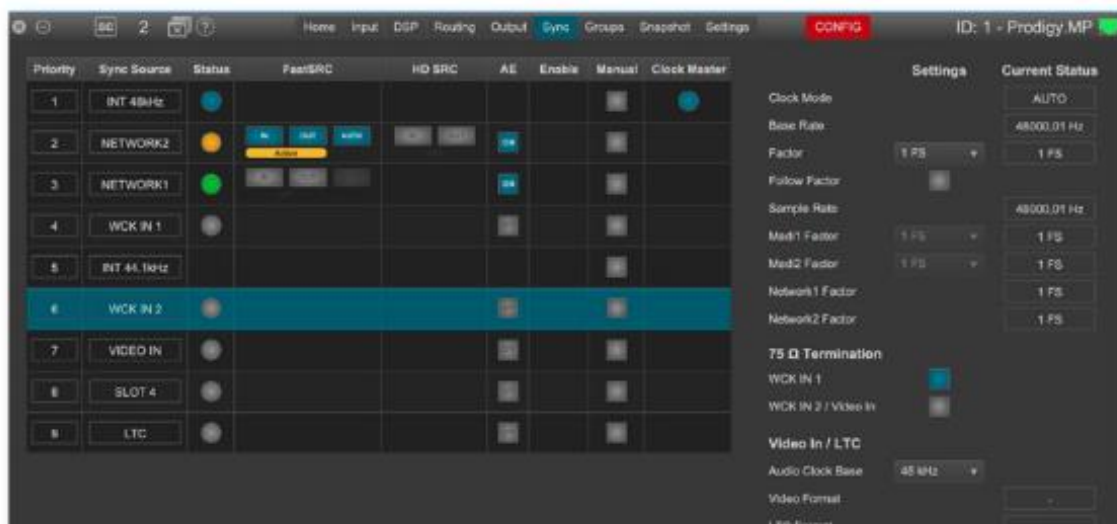 SC 2 ? Home Input DSP Routing Output Sync Groups Snapshot Settings CONFIG ID: 1 - Prodigy.MP
Priority Sync Source Status FastSRC HD SRC AE Enable Manual Clock Master Settings Current Status
1 INT 48kHz Clock Mode AUTO
Base Rate 48000,01 Hz
2 NETWORK2 IN OUT AUTO ON Factor 1 FS 1 FS
Active
3 NETWORK1 ON Follow Factor
Sample Rate 48000,01 Hz
4 WCK IN 1 Madi1 Factor 1 FS 1 FS
5 INT 44.1kHz Madi2 Factor 1 FS 1 FS
Network1 Factor 1 FS
6 WCK IN 2 Network2 Factor 1 FS
7 VIDEO IN 75 Ω Termination
WCK IN 1
8 SLOT 4 WCK IN 2 / Video In
9 LTC Video In / LTC
Audio Clock Base 48 kHz
Video Format -